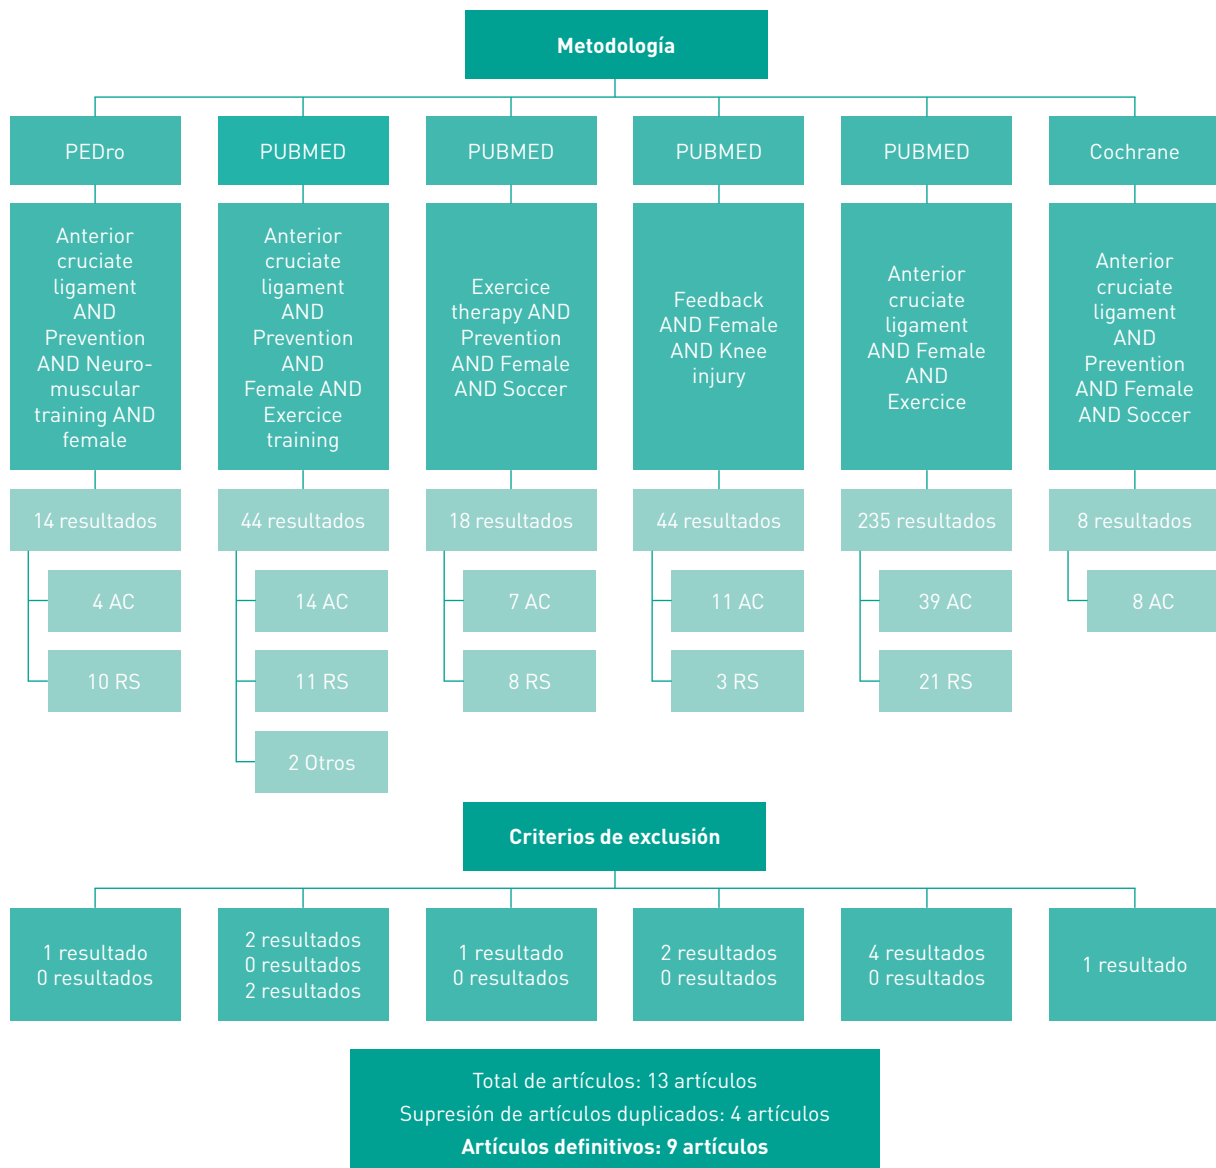 Metodología
PEDro
PUBMED
PUBMED
PUBMED
PUBMED
Cochrane
Anterior
cruciate
ligament
AND
Prevention
AND Neuro-
muscular
training AND
female
Anterior
cruciate
ligament
AND
Prevention
AND
Female AND
Exercice
training
Exercice
therapy AND
Prevention
AND Female
AND Soccer
Feedback
AND Female
AND Knee
injury
Anterior
cruciate
ligament
AND Female
AND
Exercice
Anterior
cruciate
ligament
AND
Prevention
AND Female
AND Soccer
14 resultados
44 resultados
18 resultados
44 resultados
235 resultados
8 resultados
4 AC
14 AC
7 AC
11 AC
39 AC
8 AC
10 RS
11 RS
8 RS
3 RS
21 RS
2 Otros
Criterios de exclusión
1 resultado
0 resultados
2 resultados
0 resultados
2 resultados
1 resultado
0 resultados
2 resultados
0 resultados
4 resultados
0 resultados
1 resultado
Total de artículos: 13 artículos
Supresión de artículos duplicados: 4 artículos
Artículos definitivos: 9 artículos